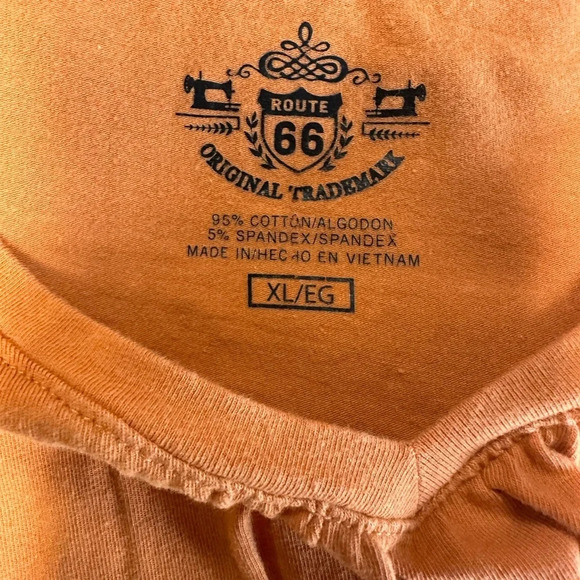 ROUTE
66
ORIGINAL TRADEMARK
95% COTTON/ALGODON
5% SPANDEX/SPANDEX
MADE IN/HECHO EN VIETNAM
XL/EG